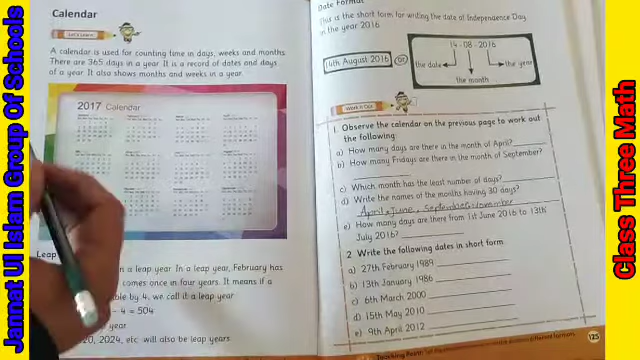 Jannat Ul Islam Group Of Schools
Calendar
Let's Learn
A calendar is used for counting time in days, weeks and months.
There are 365 days in a year. It is a record of dates and days
of a year. It also shows months and weeks in a year.
2017 Calendar
Leap
in a leap year. In a leap year, February has
comes once in four years. It means if a
ble by 4, we call it a leap year
÷ 4 = 504
year
2020, 2024, etc. will also be leap years.
Date Format
This is the short form for writing the date of Independence Day
in the year 2016
14th August 2016
or
14 - 08 - 2016
the date
the year
the month
Work it Out
1. Observe the calendar on the previous page to work out
the following:
a) How many days are there in the month of April?
b) How many Fridays are there in the month of September?
c) Which month has the least number of days?
d) Write the names of the months having 30 days?
April, June, September, November
e) How many days are there from 1st June 2016 to 13th
July 2016?
2 Write the following dates in short form
a) 27th February 1989
b) 13th January 1986
c) 6th March 2000
d) 15th May 2010
e) 9th April 2012
Teaching Point
different formats.
125
Class Three Math